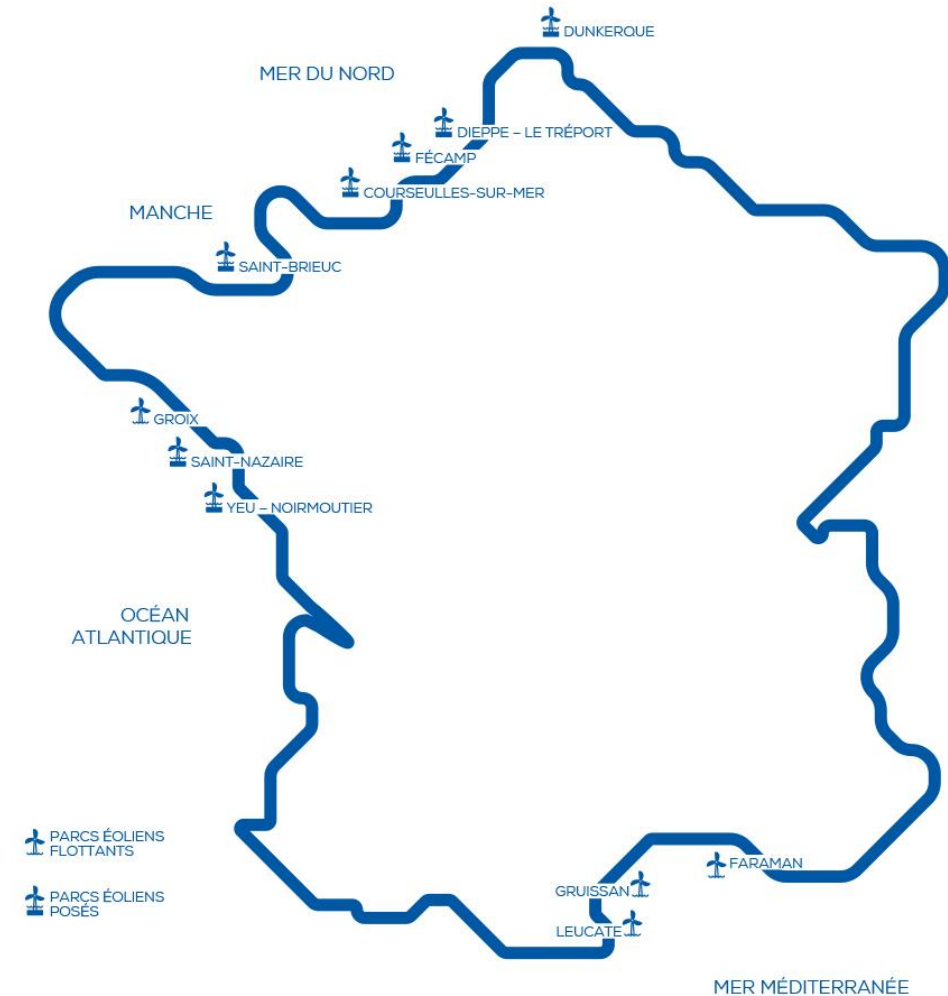 DUNKERQUE
MER DU NORD
DIEPPE – LE TRÉPORT
FÉCAMP
COURSEULLES-SUR-MER
MANCHE
SAINT-BRIEUC
GROIX
SAINT-NAZAIRE
YEU – NOIRMOUTIER
OCÉAN
ATLANTIQUE
PARCS ÉOLIENS
FLOTTANTS
PARCS ÉOLIENS
POSÉS
FARAMAN
GRUISSAN
LEUCATE
MER MÉDITERRANÉE